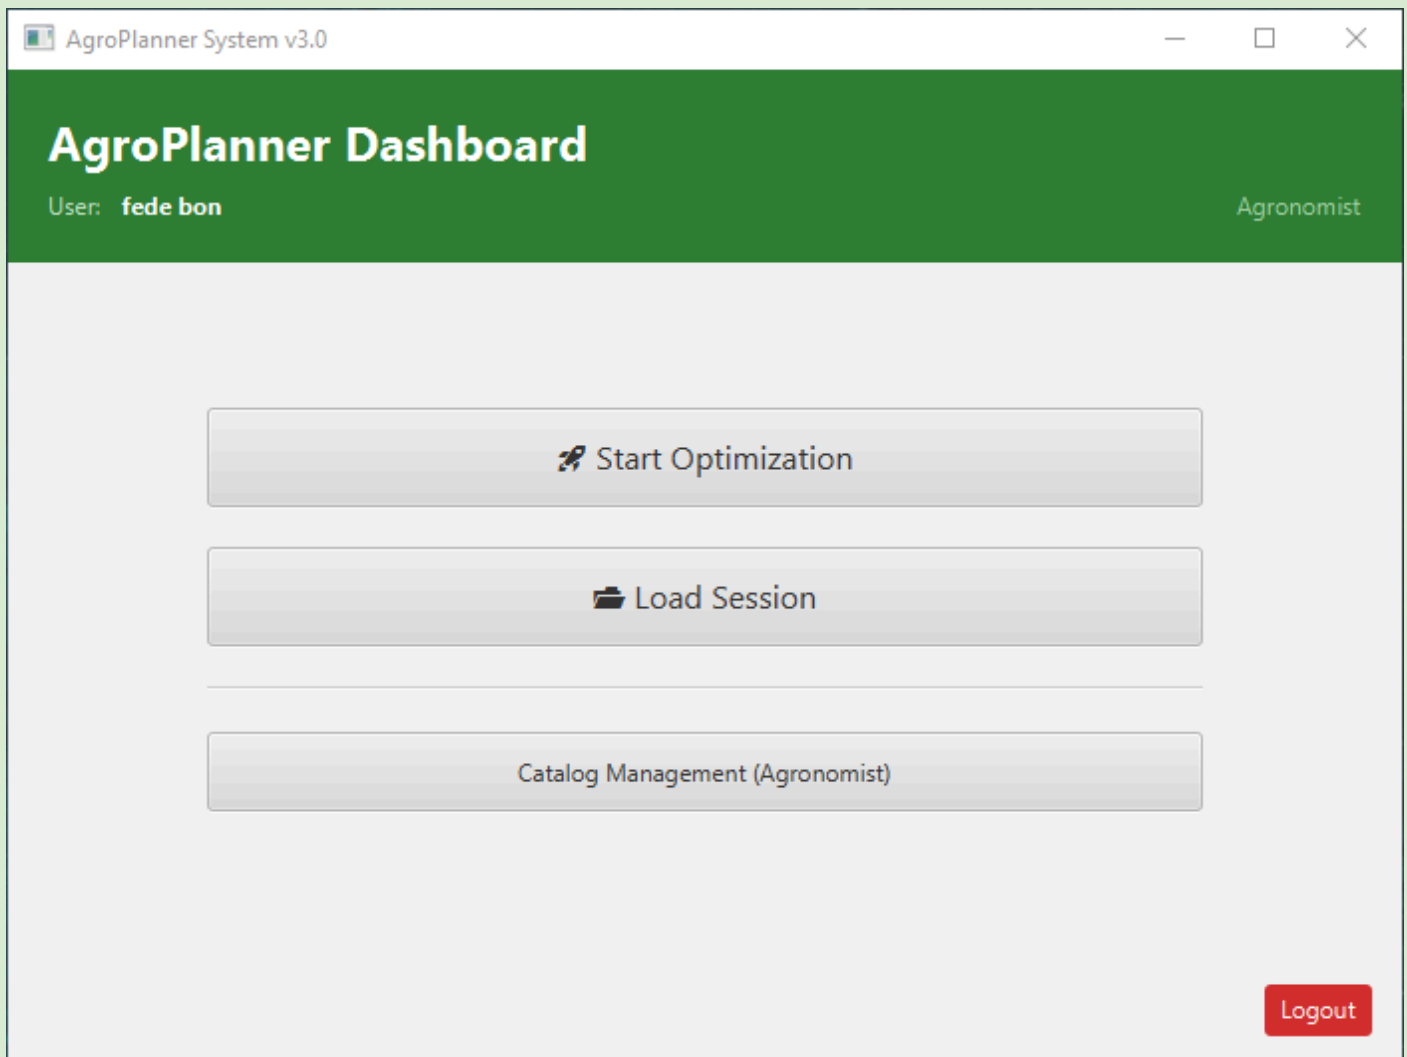 AgroPlanner System v3.0
AgroPlanner Dashboard
User: fede bon
Agronomist
Start Optimization
Load Session
Catalog Management (Agronomist)
Logout